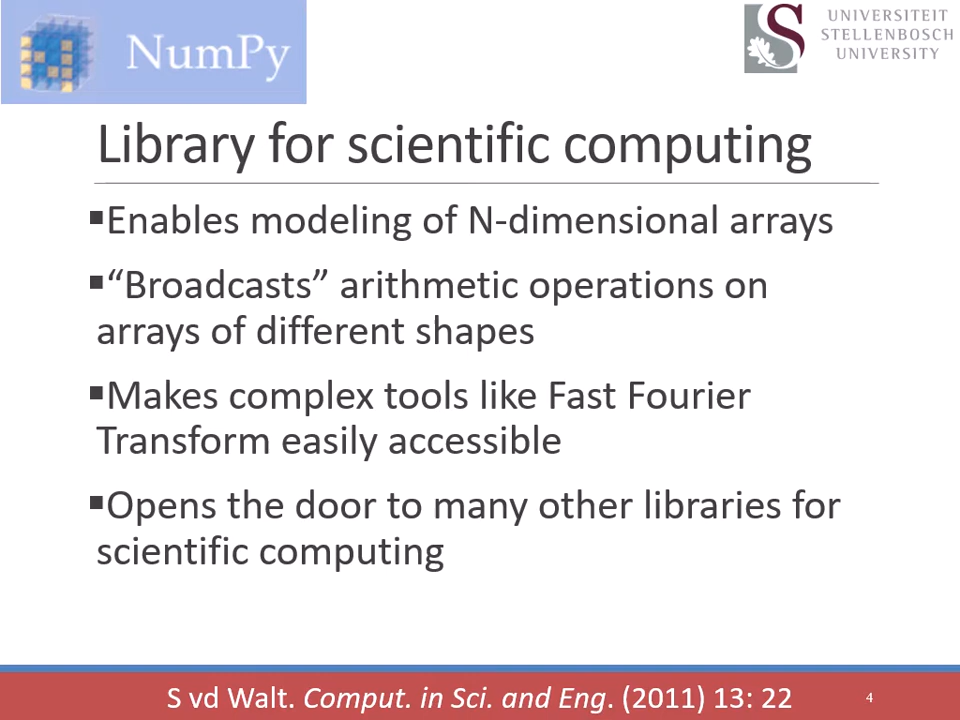 NumPy
UNIVERSITEIT
STELLENBOSCH
UNIVERSITY
Library for scientific computing
▪Enables modeling of N-dimensional arrays
▪“Broadcasts” arithmetic operations on
arrays of different shapes
▪Makes complex tools like Fast Fourier
Transform easily accessible
▪Opens the door to many other libraries for
scientific computing
S vd Walt. Comput. in Sci. and Eng. (2011) 13: 22
4